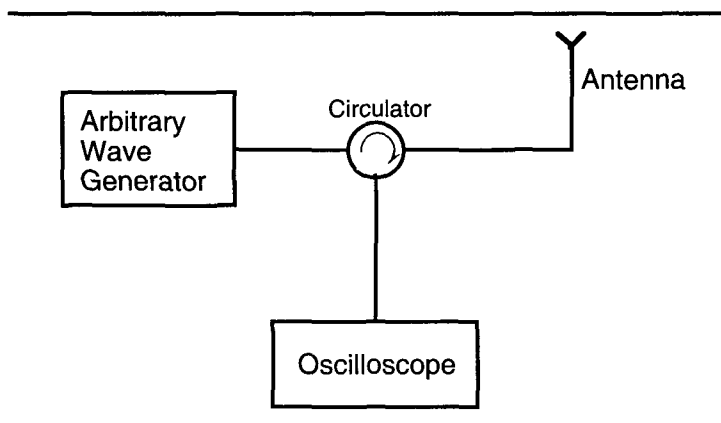 Antenna
Circulator
Arbitrary
Wave
Generator
Oscilloscope